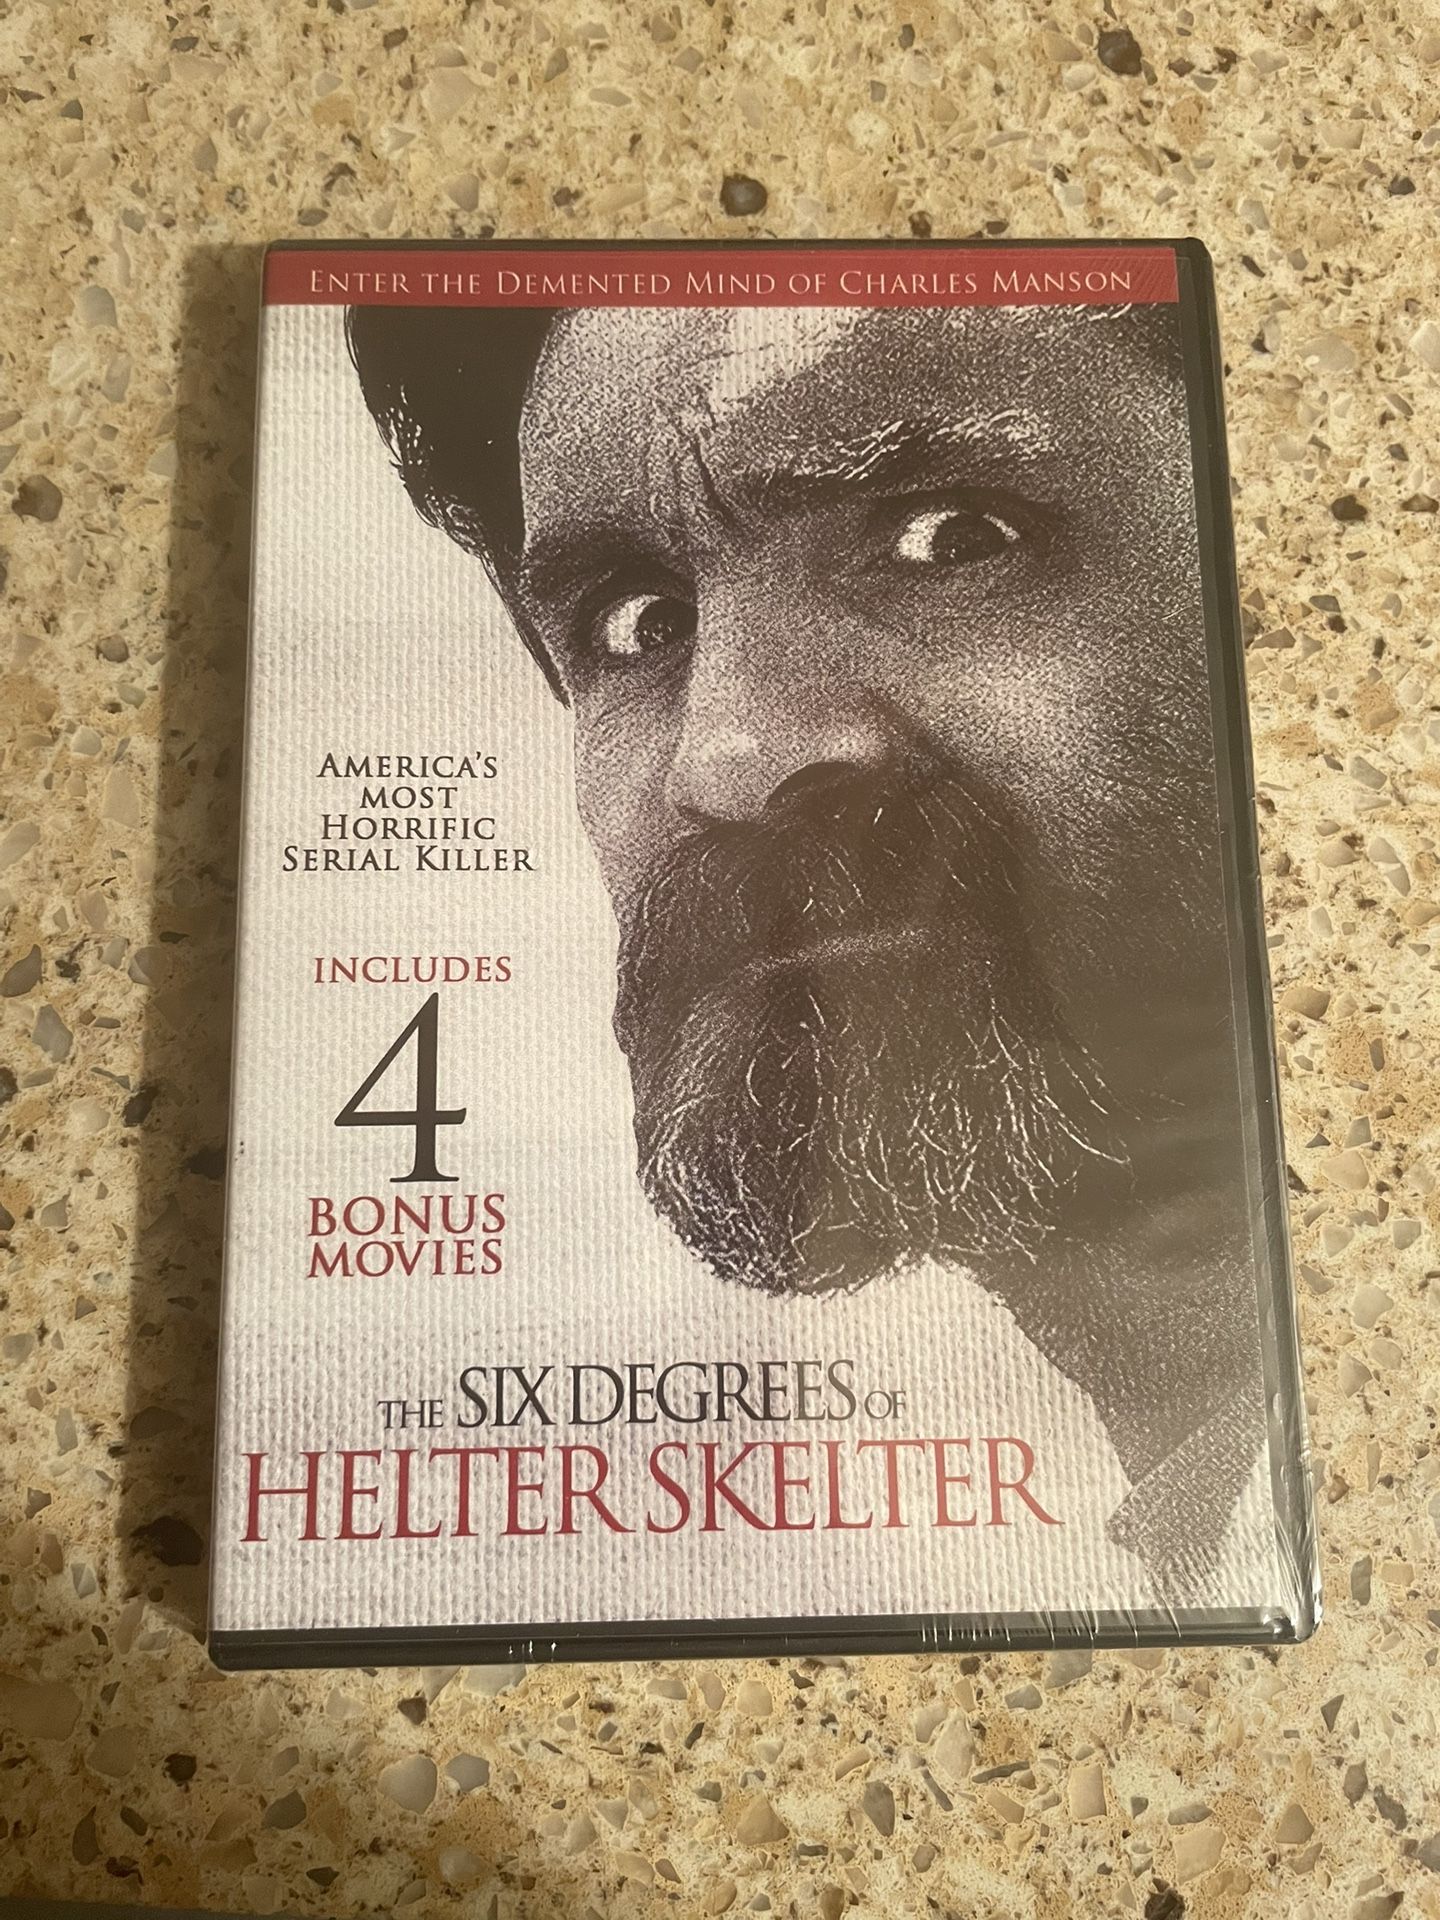 ENTER THE DEMENTED MIND OF CHARLES MANSON
AMERICA'S
MOST
HORRIFIC
SERIAL KILLER
INCLUDES
4
BONUS
MOVIES
THE SIX DEGREES OF
HELTER SKELTER